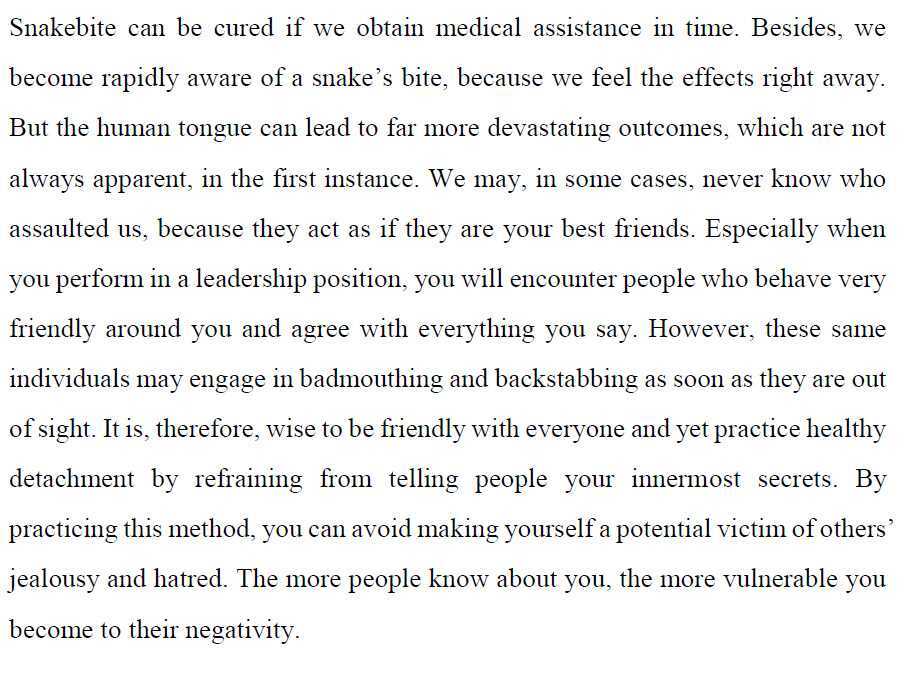 Snakebite can be cured if we obtain medical assistance in time. Besides, we
become rapidly aware of a snake’s bite, because we feel the effects right away.
But the human tongue can lead to far more devastating outcomes, which are not
always apparent, in the first instance. We may, in some cases, never know who
assaulted us, because they act as if they are your best friends. Especially when
you perform in a leadership position, you will encounter people who behave very
friendly around you and agree with everything you say. However, these same
individuals may engage in badmouthing and backstabbing as soon as they are out
of sight. It is, therefore, wise to be friendly with everyone and yet practice healthy
detachment by refraining from telling people your innermost secrets. By
practicing this method, you can avoid making yourself a potential victim of others’
jealousy and hatred. The more people know about you, the more vulnerable you
become to their negativity.